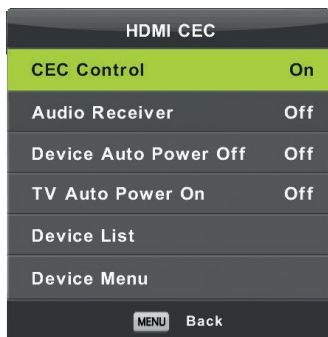 HDMI CEC
CEC Control On
Audio Receiver Off
Device Auto Power Off Off
TV Auto Power On Off
Device List
Device Menu
MENU Back